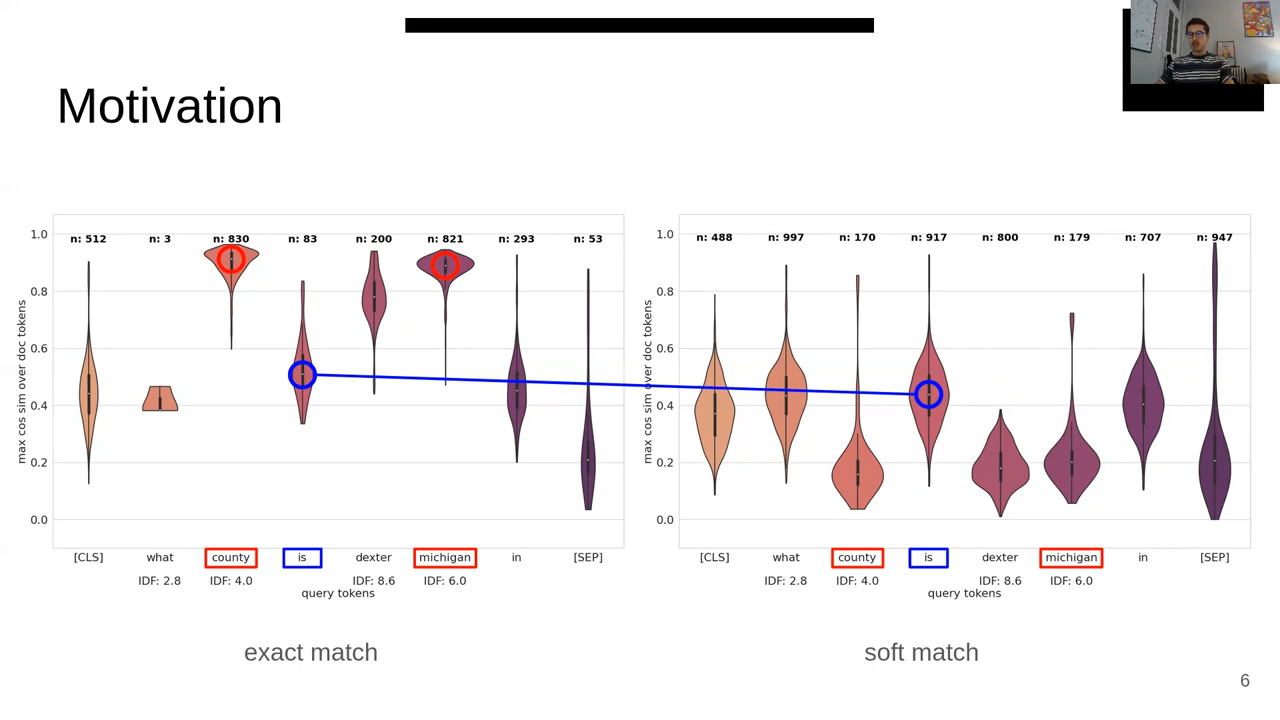 Motivation
n: 512 n: 3 n: 830 n: 83 n: 200 n: 821 n: 293 n: 53
1.0
0.8
0.6
0.4
0.2
0.0
max cos sim over doc tokens
[CLS] what county is dexter michigan in [SEP]
IDF: 2.8 IDF: 4.0 IDF: 8.6 IDF: 6.0
query tokens
exact match
n: 488 n: 997 n: 170 n: 917 n: 800 n: 179 n: 707 n: 947
1.0
0.8
0.6
0.4
0.2
0.0
max cos sim over doc tokens
[CLS] what county is dexter michigan in [SEP]
IDF: 2.8 IDF: 4.0 IDF: 8.6 IDF: 6.0
query tokens
soft match
6